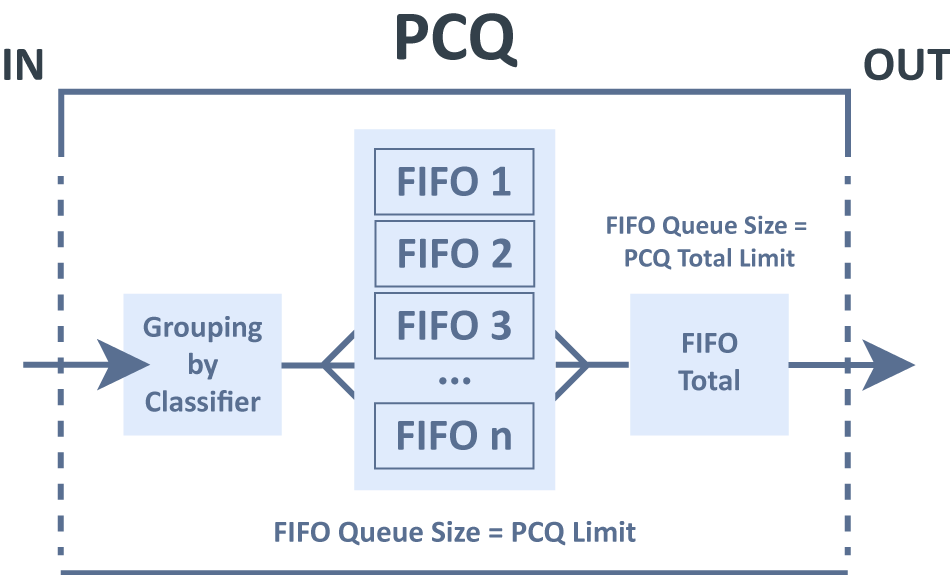 PCQ
IN
OUT
Grouping
by
Classifier
FIFO 1
FIFO 2
FIFO 3
...
FIFO n
FIFO Queue Size =
PCQ Total Limit
FIFO
Total
FIFO Queue Size = PCQ Limit